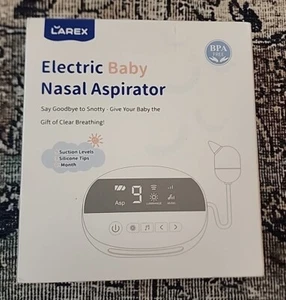 LAREX
BPA
FREE
Electric Baby
Nasal Aspirator
Say Goodbye to Snotty - Give Your Baby the
Gift of Clear Breathing!
Suction Levels
Silicone Tips
Month
Asp 9